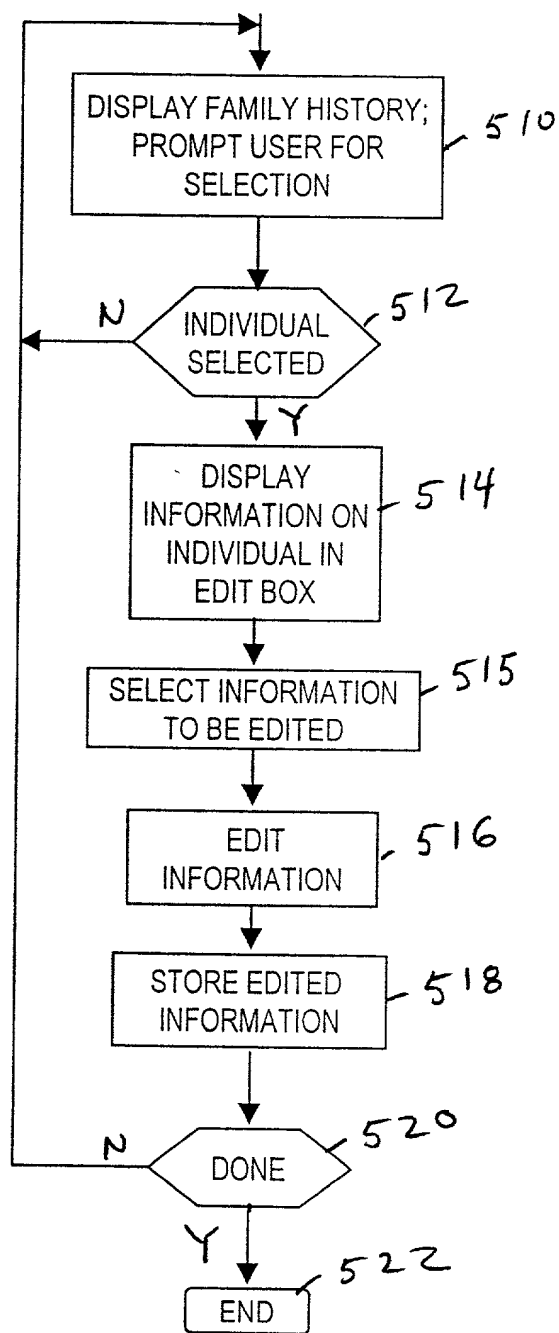 DISPLAY FAMILY HISTORY;
PROMPT USER FOR
SELECTION
510
N
INDIVIDUAL
SELECTED
512
Y
DISPLAY
INFORMATION ON
INDIVIDUAL IN
EDIT BOX
514
SELECT INFORMATION
TO BE EDITED
515
EDIT
INFORMATION
516
STORE EDITED
INFORMATION
518
N
DONE
520
Y
END
522